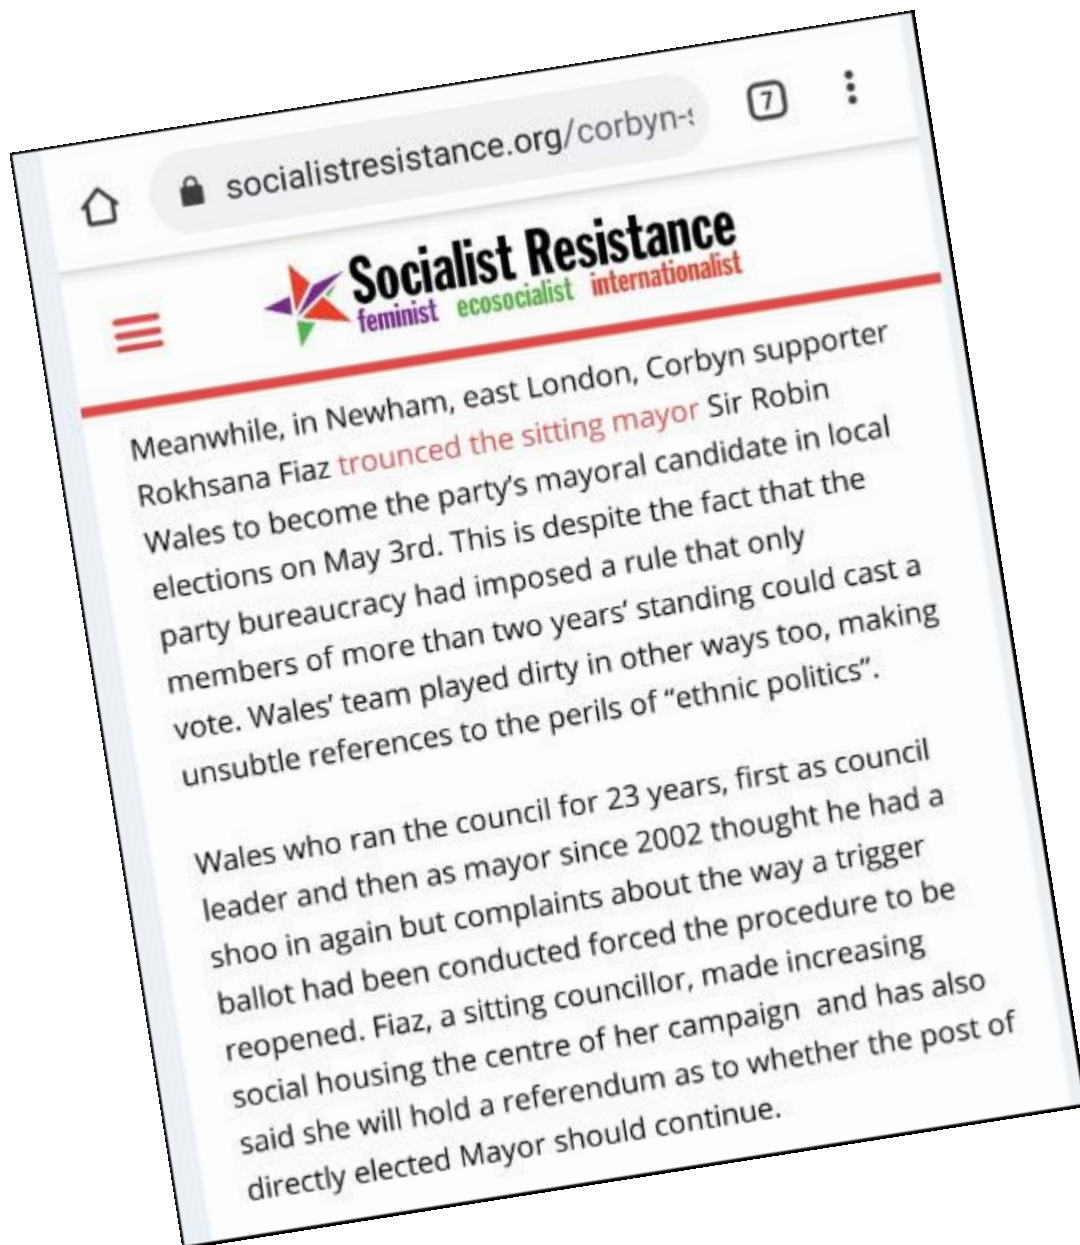 socialistresistance.org/corbyn-
7
Socialist Resistance
feminist ecosocialist internationalist
Meanwhile, in Newham, east London, Corbyn supporter
Rokhsana Fiaz trounced the sitting mayor Sir Robin
Wales to become the party's mayoral candidate in local
elections on May 3rd. This is despite the fact that the
party bureaucracy had imposed a rule that only
members of more than two years' standing could cast a
vote. Wales' team played dirty in other ways too, making
unsubtle references to the perils of “ethnic politics”.
Wales who ran the council for 23 years, first as council
leader and then as mayor since 2002 thought he had a
shoo in again but complaints about the way a trigger
ballot had been conducted forced the procedure to be
reopened. Fiaz, a sitting councillor, made increasing
social housing the centre of her campaign  and has also
said she will hold a referendum as to whether the post of
directly elected Mayor should continue.